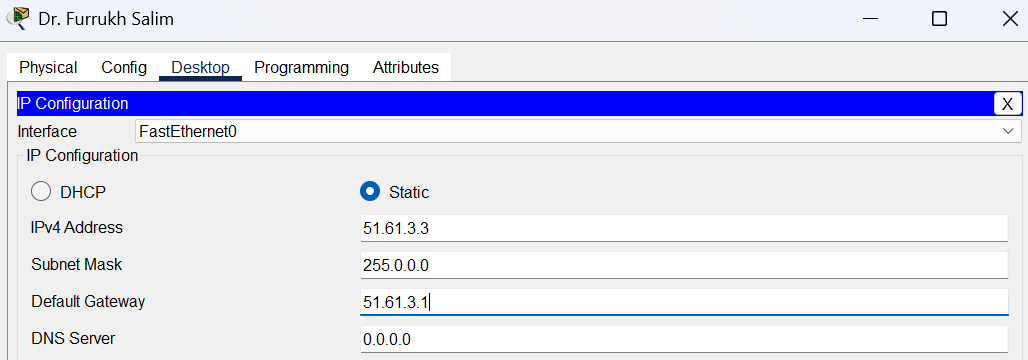 Dr. Furrukh Salim
Physical Config Desktop Programming Attributes
IP Configuration X
Interface FastEthernet0
IP Configuration
DHCP Static
IPv4 Address 51.61.3.3
Subnet Mask 255.0.0.0
Default Gateway 51.61.3.1
DNS Server 0.0.0.0